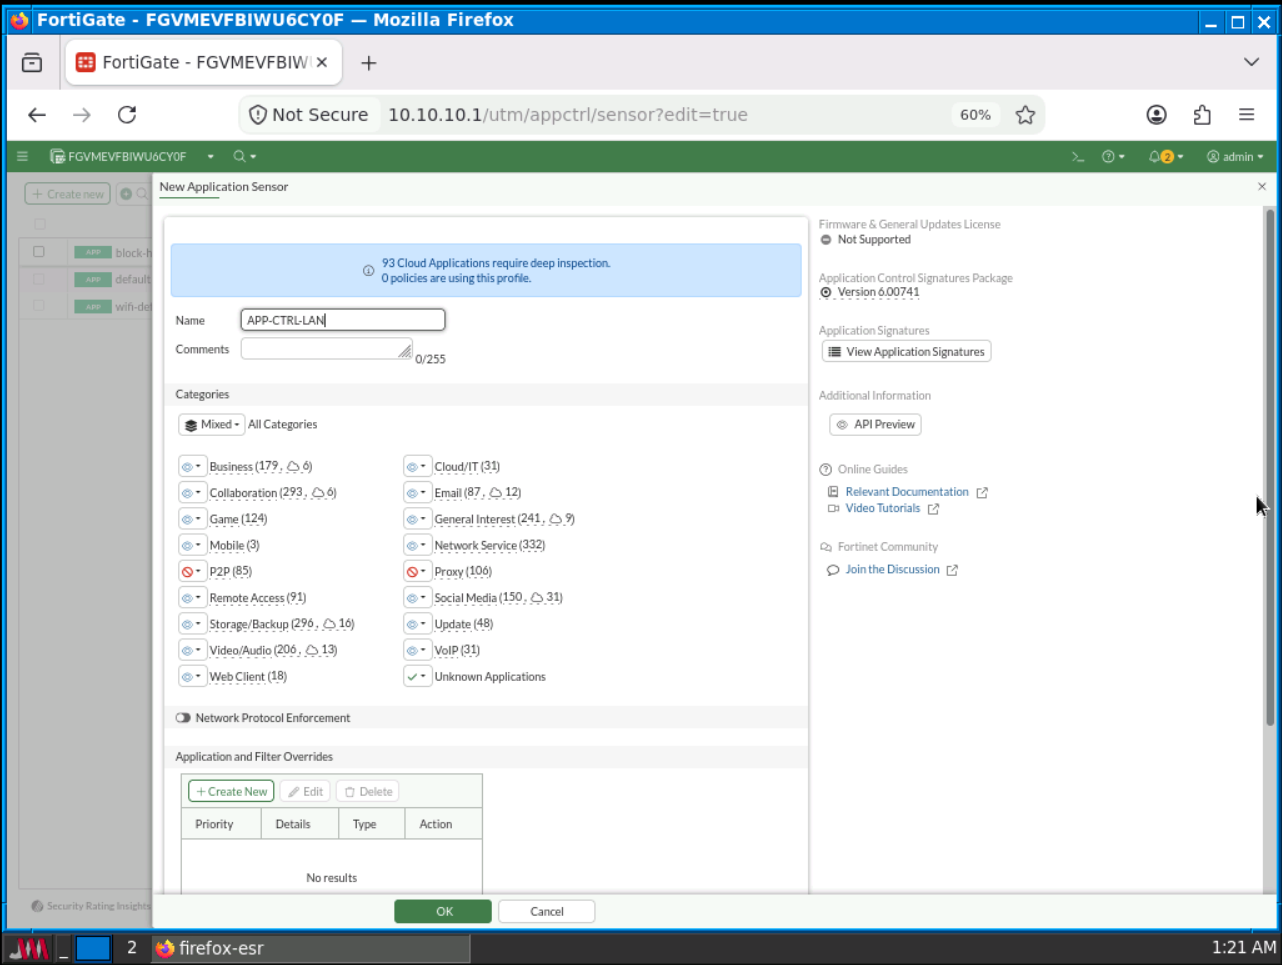 FortiGate - FGVMEVFBIWU6CY0F — Mozilla Firefox
FortiGate - FGVMEVFBIW
Not Secure 10.10.10.1/utm/appctrl/sensor?edit=true 60%
FGVMEVFBIWU6CY0F
2 admin
New Application Sensor
+ Create new
APP block-h
APP default
APP wifi-def
93 Cloud Applications require deep inspection.
0 policies are using this profile.
Name APP-CTRL-LAN
Comments 0/255
Categories
Mixed All Categories
Business (179, 6) Cloud/IT (31)
Collaboration (293, 6) Email (87, 12)
Game (124) General Interest (241, 9)
Mobile (3) Network Service (332)
P2P (85) Proxy (106)
Remote Access (91) Social Media (150, 31)
Storage/Backup (296, 16) Update (48)
Video/Audio (206, 13) VoIP (31)
Web Client (18) Unknown Applications
Network Protocol Enforcement
Application and Filter Overrides
+ Create New Edit Delete
Priority Details Type Action
No results
Firmware & General Updates License
Not Supported
Application Control Signatures Package
Version 6.00741
Application Signatures
View Application Signatures
Additional Information
API Preview
Online Guides
Relevant Documentation
Video Tutorials
Fortinet Community
Join the Discussion
Security Rating Insights
OK Cancel
2 firefox-esr 1:21 AM